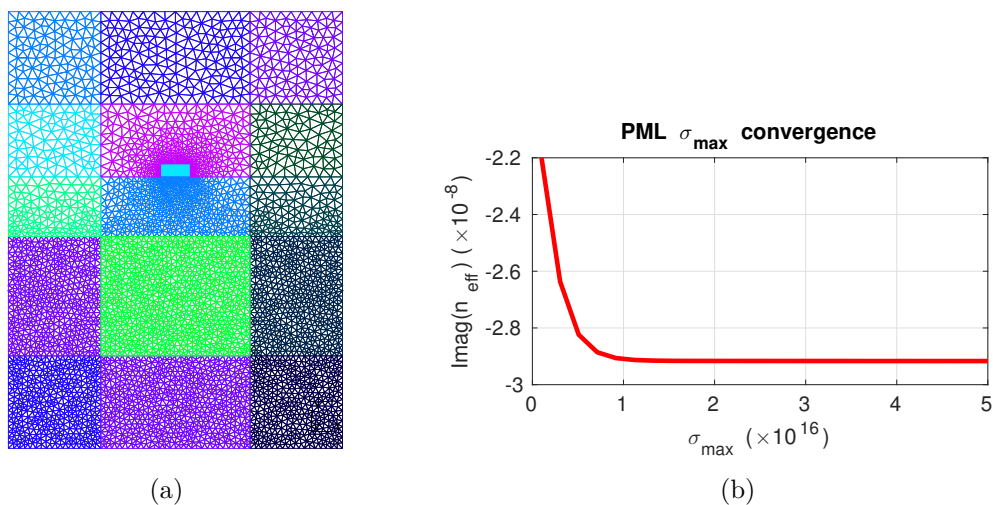 PML σmax convergence
Imag(n eff) (×10-8)
-2.2
-2.4
-2.6
-2.8
-3
0 1 2 3 4 5
σmax (×1016)
(a) (b)